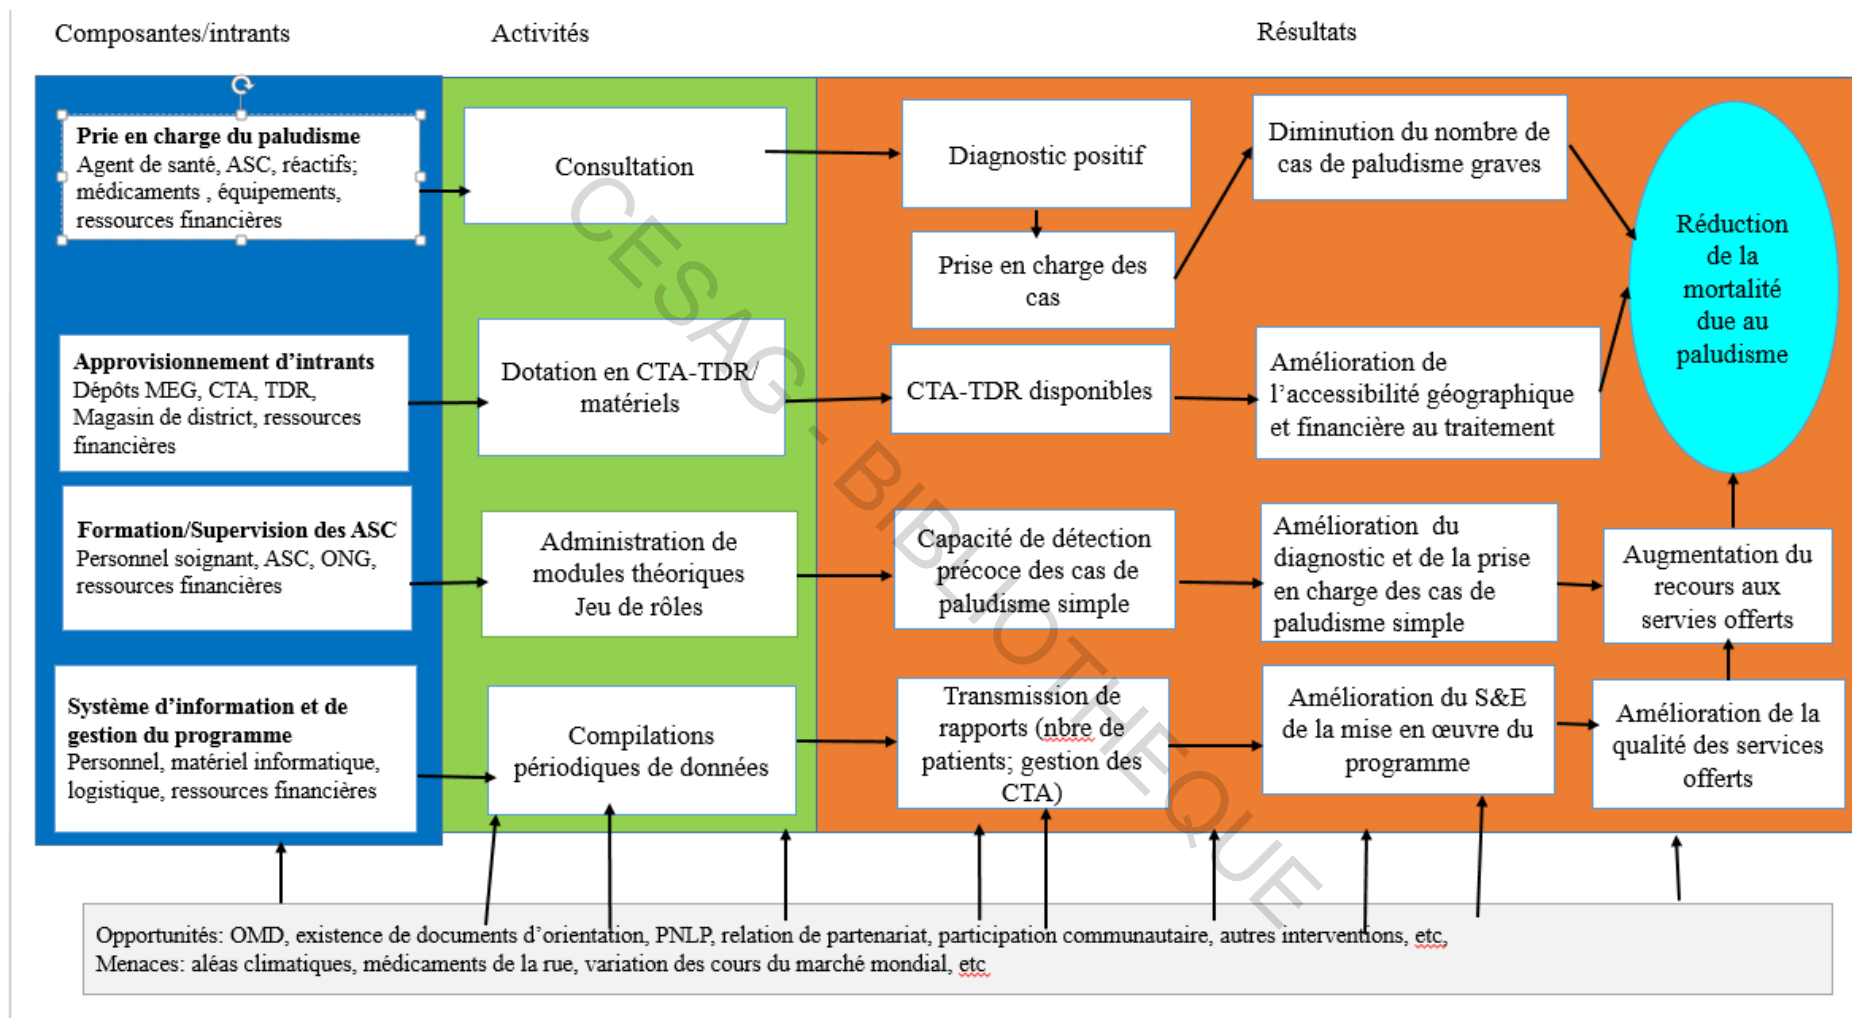 Composantes/intrants
Activités
Résultats
Prie en charge du paludisme
Agent de santé, ASC, réactifs;
médicaments , équipements,
ressources financières
Consultation
Diagnostic positif
Prise en charge des
cas
Diminution du nombre de
cas de paludisme graves
Réduction
de la
mortalité
due au
paludisme
Approvisionnement d’intrants
Dépôts MEG, CTA, TDR,
Magasin de district, ressources
financières
Dotation en CTA-TDR/
matériels
CTA-TDR disponibles
Amélioration de
l’accessibilité géographique
et financière au traitement
Formation/Supervision des ASC
Personnel soignant, ASC, ONG,
ressources financières
Administration de
modules théoriques
Jeu de rôles
Capacité de détection
précoce des cas de
paludisme simple
Amélioration du
diagnostic et de la prise
en charge des cas de
paludisme simple
Augmentation du
recours aux
servies offerts
Système d’information et de
gestion du programme
Personnel, matériel informatique,
logistique, ressources financières
Compilations
périodiques de données
Transmission de
rapports (nbre de
patients; gestion des
CTA)
Amélioration du S&E
de la mise en œuvre du
programme
Amélioration de la
qualité des services
offerts
Opportunités: OMD, existence de documents d’orientation, PNLP, relation de partenariat, participation communautaire, autres interventions, etc,
Menaces: aléas climatiques, médicaments de la rue, variation des cours du marché mondial, etc
CESAG - BIBLIOTHEQUE